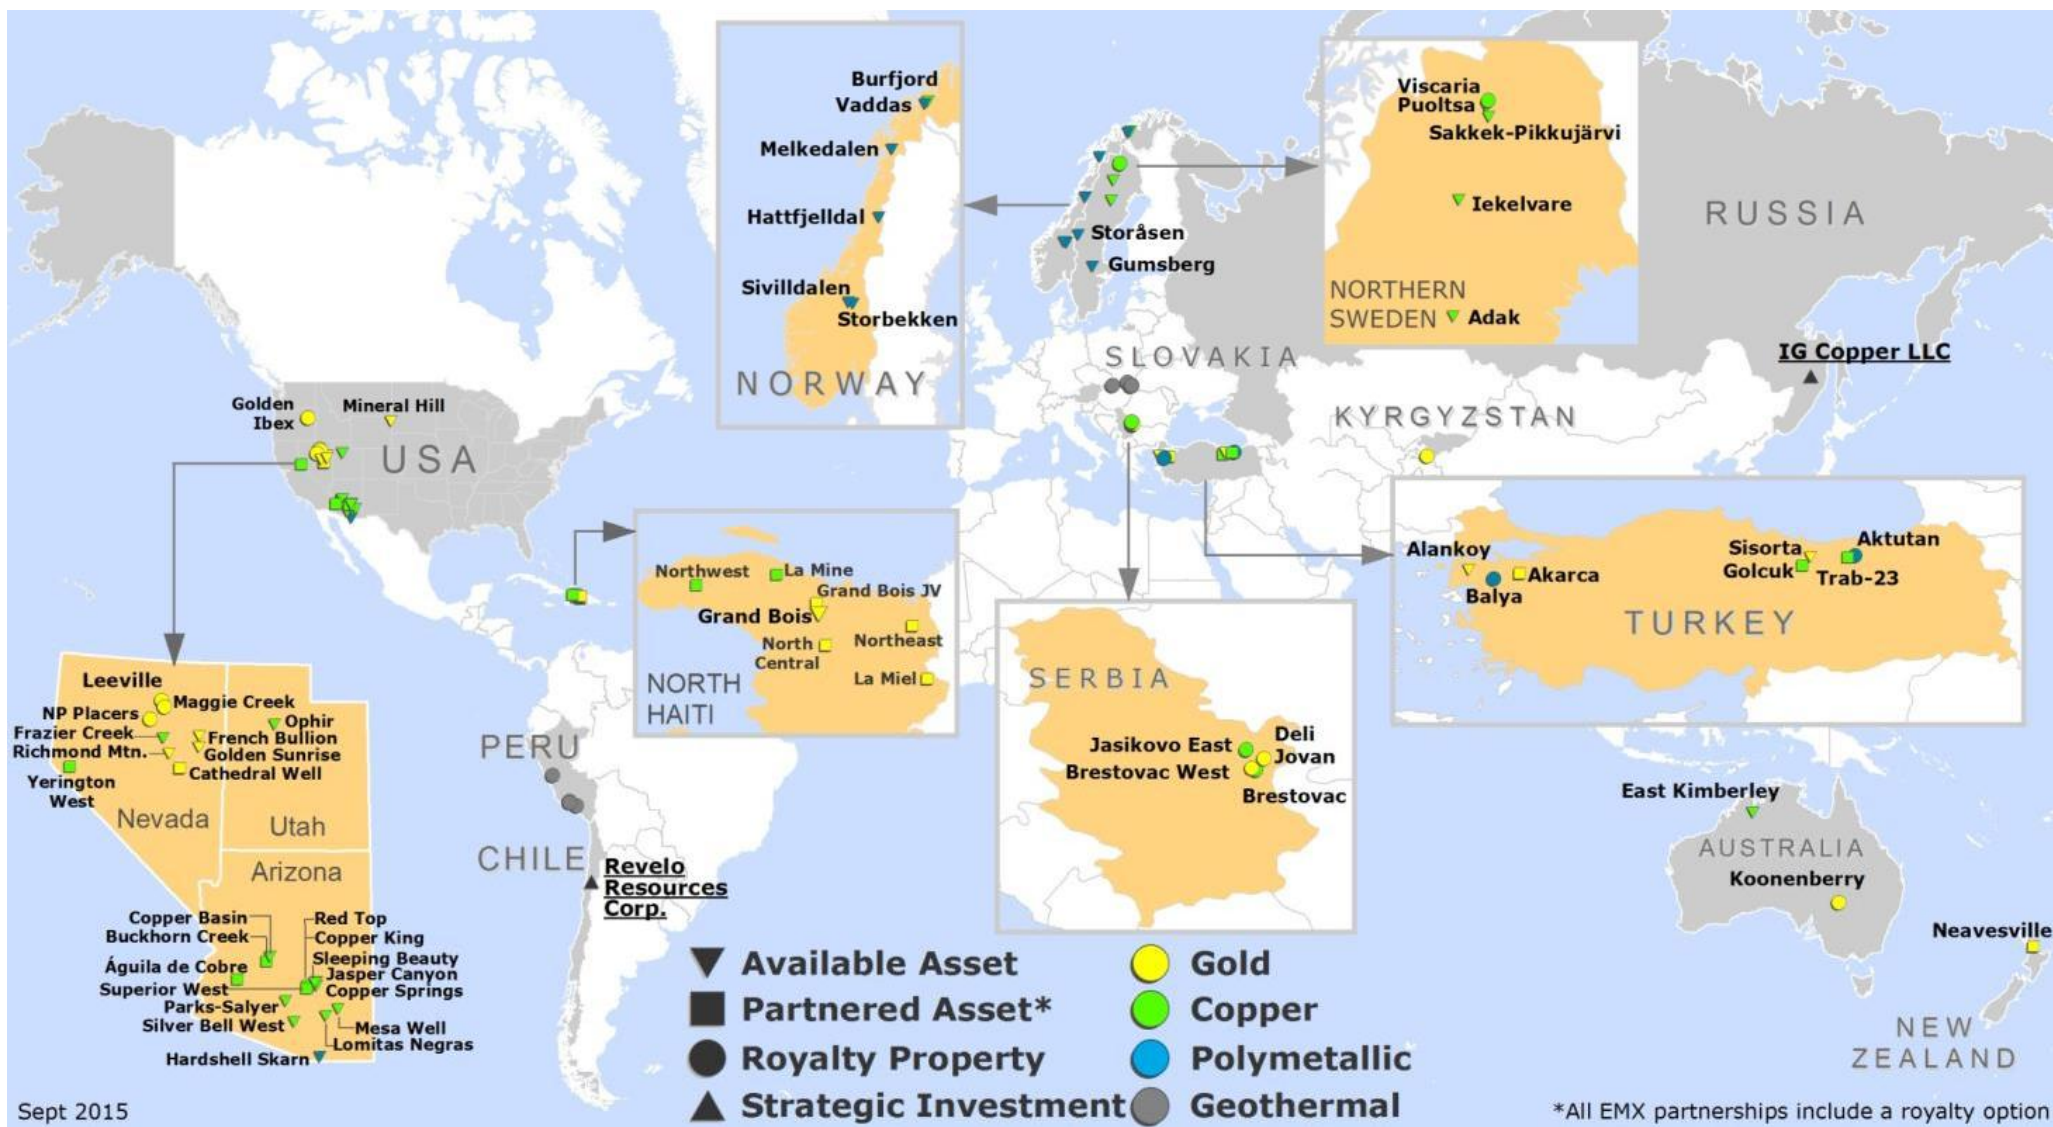 Burfjord
Vaddas
Melkedalen
Hattfjelldal
Sivilldalen
Storbekken
NORWAY
Viscaria
Puoltsa
Sakkek-Pikkujärvi
Iekelvare
NORTHERN
SWEDEN
Adak
Storåsen
Gumsberg
RUSSIA
SLOVAKIA
IG Copper LLC
KYRGYZSTAN
Golden
Ibex
Mineral Hill
USA
Northwest
La Mine
Grand Bois JV
Grand Bois
North
Central
Northeast
La Miel
NORTH
HAITI
Alankoy
Akarca
Balya
Sisorta
Golcuk
Aktutan
Trab-23
TURKEY
SERBIA
Jasikovo East
Deli
Jovan
Brestovac West
Brestovac
Leeville
Maggie Creek
NP Placers
Ophir
Frazier Creek
French Bullion
Richmond Mtn.
Golden Sunrise
Cathedral Well
Yerington
West
Nevada
Utah
Arizona
Copper Basin
Red Top
Buckhorn Creek
Copper King
Sleeping Beauty
Águila de Cobre
Jasper Canyon
Superior West
Copper Springs
Parks-Salyer
Silver Bell West
Mesa Well
Lomitas Negras
Hardshell Skarn
PERU
CHILE
Revelo
Resources
Corp.
East Kimberley
AUSTRALIA
Koonenberry
Neavesville
NEW
ZEALAND
Available Asset
Partnered Asset*
Royalty Property
Strategic Investment
Gold
Copper
Polymetallic
Geothermal
Sept 2015
*All EMX partnerships include a royalty option